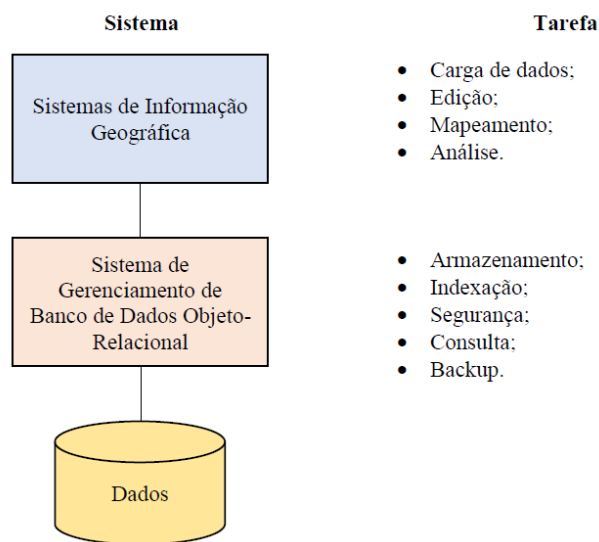 Sistema
Tarefa
Sistemas de Informação
Geográfica
• Carga de dados;
• Edição;
• Mapeamento;
• Análise.
Sistema de
Gerenciamento de
Banco de Dados Objeto-
Relacional
• Armazenamento;
• Indexação;
• Segurança;
• Consulta;
• Backup.
Dados